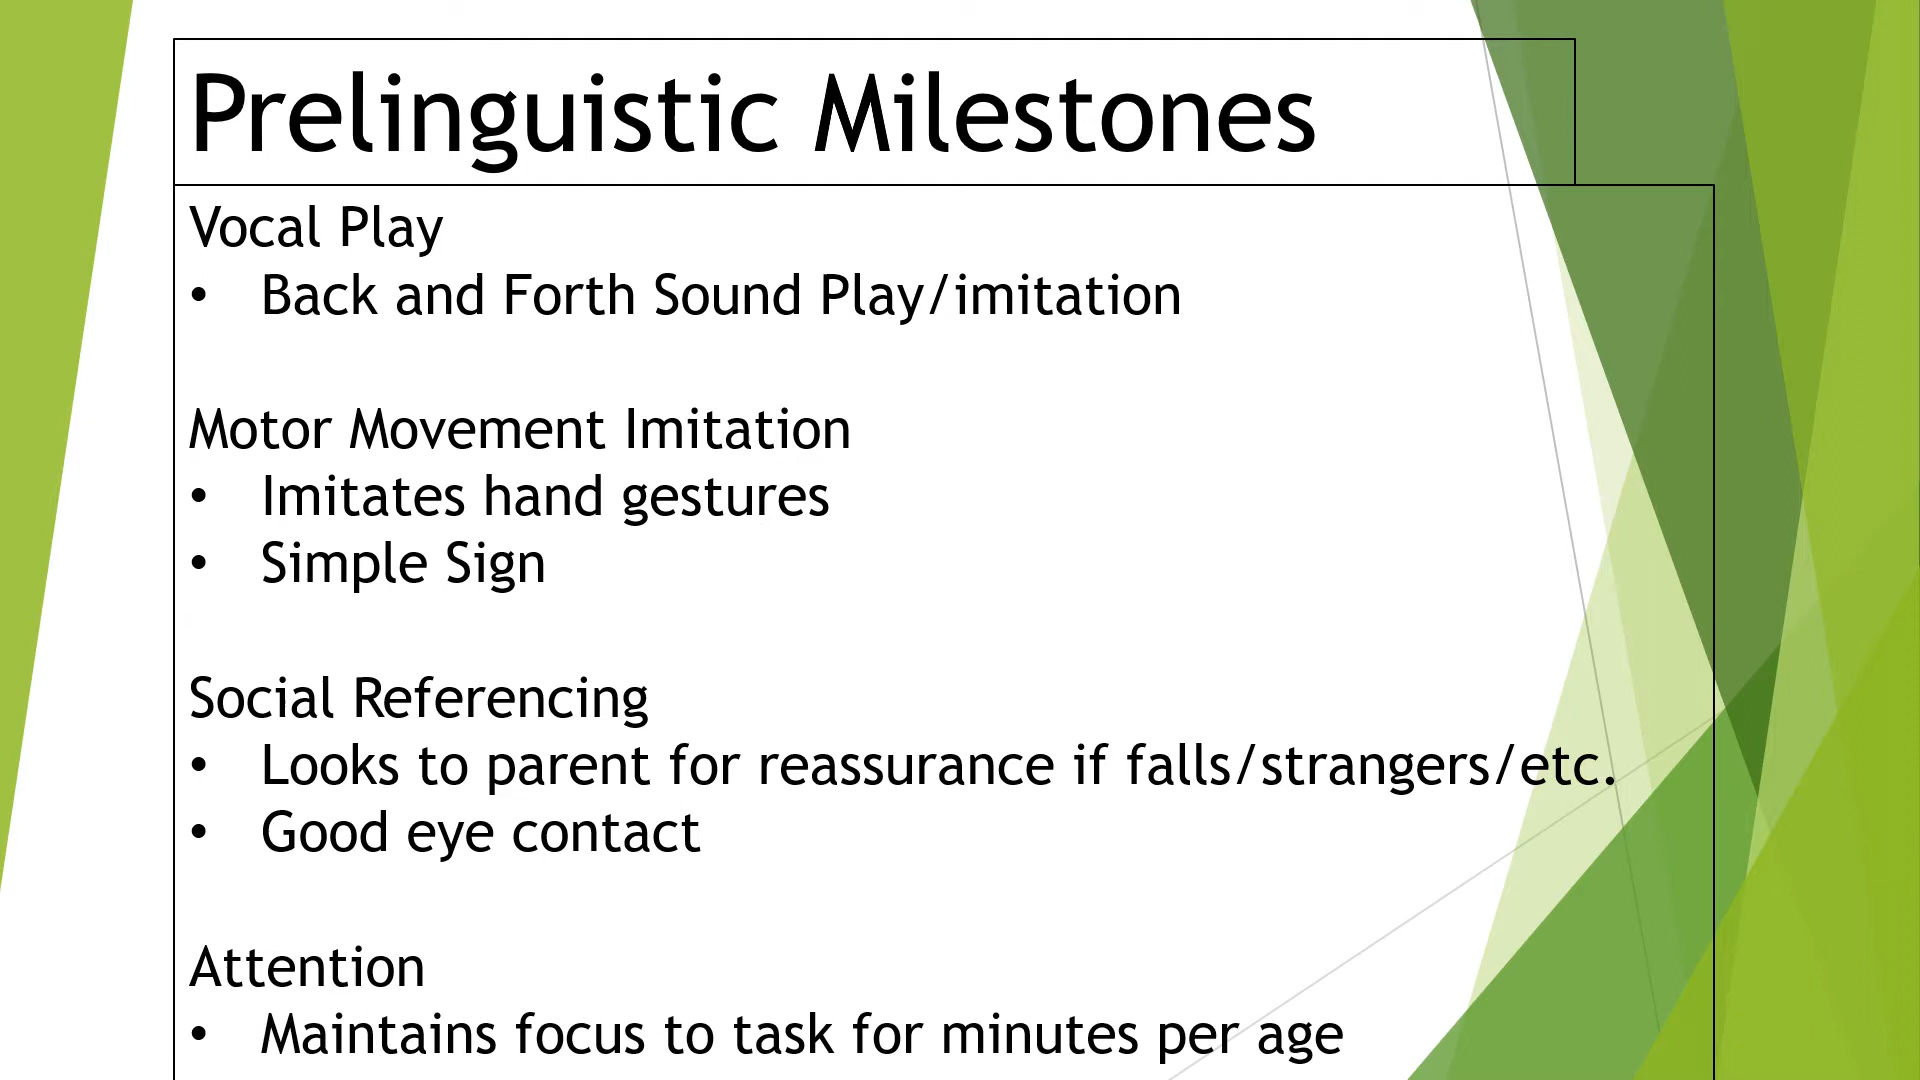 Prelinguistic Milestones
Vocal Play
• Back and Forth Sound Play/imitation
Motor Movement Imitation
• Imitates hand gestures
• Simple Sign
Social Referencing
• Looks to parent for reassurance if falls/strangers/etc.
• Good eye contact
Attention
• Maintains focus to task for minutes per age